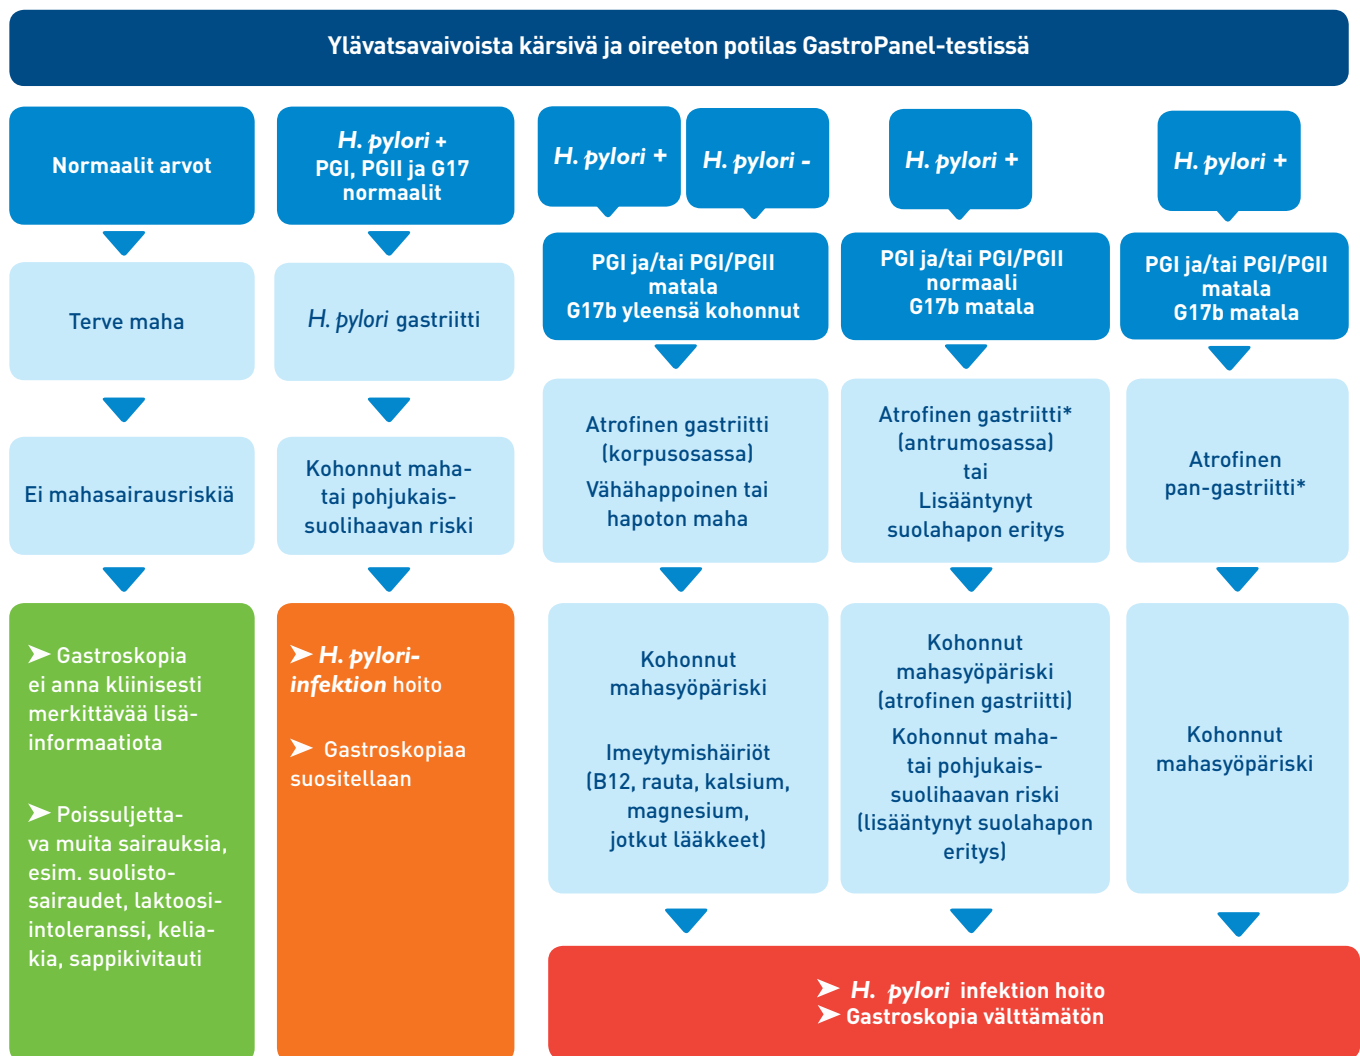 Ylävatsavaivoista kärsivä ja oireeton potilas GastroPanel-testissä
Normaalit arvot
Terve maha
Ei mahasairausriskiä
➤ Gastroskopia
ei anna kliinisesti
merkittävää lisä-
informaatiota
➤ Poissuljetta-
va muita sairauksia,
esim. suolisto-
sairaudet, laktoosi-
intoleranssi, kelia-
kia, sappikivitauti
H. pylori +
PGI, PGII ja G17
normaalit
H. pylori gastriitti
Kohonnut maha-
tai pohjukais-
suolihaavan riski
➤ H. pylori-
infektion hoito
➤ Gastroskopiaa
suositellaan
H. pylori +
H. pylori -
PGI ja/tai PGI/PGII
matala
G17b yleensä kohonnut
Atrofinen gastriitti
(korpusosassa)
Vähähappoinen tai
hapoton maha
Kohonnut
mahasyöpäriski
Imeytymishäiriöt
(B12, rauta, kalsium,
magnesium,
jotkut lääkkeet)
H. pylori +
PGI ja/tai PGI/PGII
normaali
G17b matala
Atrofinen gastriitti*
(antrumosassa)
tai
Lisääntynyt
suolahapon eritys
Kohonnut
mahasyöpäriski
(atrofinen gastriitti)
Kohonnut maha-
tai pohjukais-
suolihaavan riski
(lisääntynyt suolahapon
eritys)
H. pylori +
PGI ja/tai PGI/PGII
matala
G17b matala
Atrofinen
pan-gastriitti*
Kohonnut
mahasyöpäriski
➤ H. pylori infektion hoito
➤ Gastroskopia välttämätön